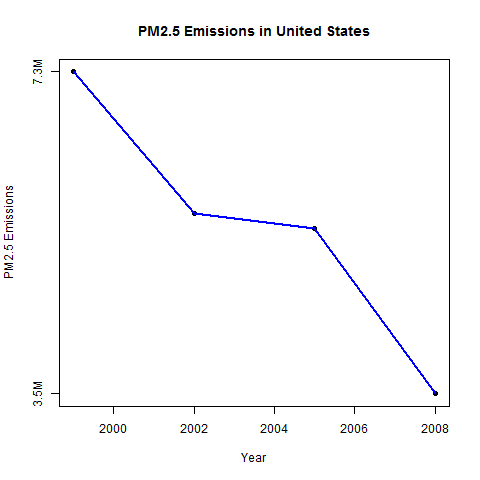 PM2.5 Emissions in United States
7.3M
3.5M
PM2.5 Emissions
2000
2002
2004
2006
2008
Year